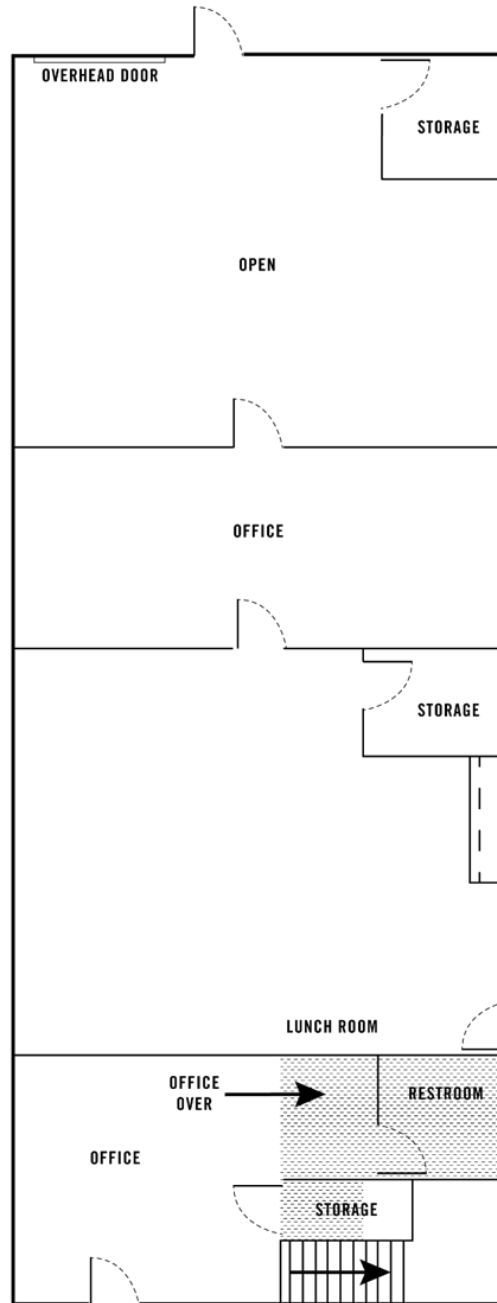 OVERHEAD DOOR
STORAGE
OPEN
OFFICE
STORAGE
LUNCH ROOM
OFFICE
OVER
RESTROOM
OFFICE
STORAGE